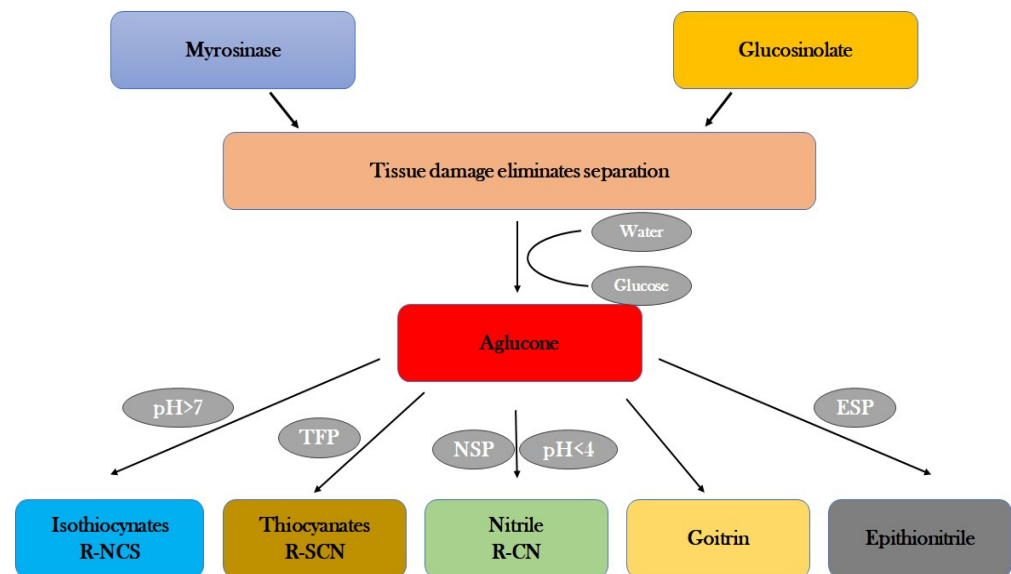 Myrosinase
Glucosinolate
Tissue damage eliminates separation
Water
Glucose
Aglucone
pH>7
TFP
NSP
pH<4
ESP
Isothiocynates
R-NCS
Thiocyanates
R-SCN
Nitrile
R-CN
Goitrin
Epithionitrile